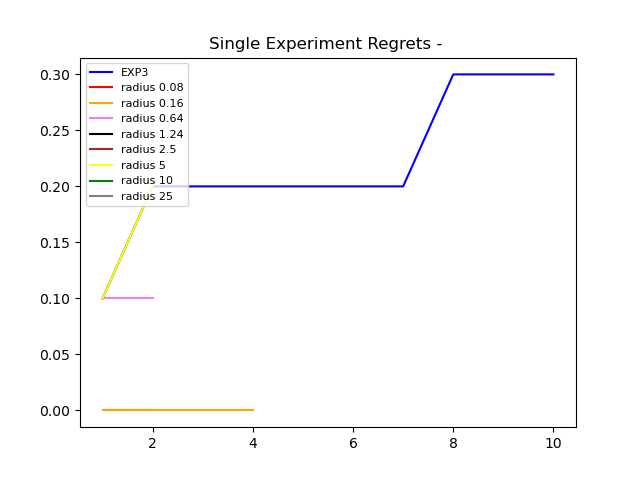 Single Experiment Regrets -
EXP3
radius 0.08
radius 0.16
radius 0.64
radius 1.24
radius 2.5
radius 5
radius 10
radius 25
0.30
0.25
0.20
0.15
0.10
0.05
0.00
2 4 6 8 10